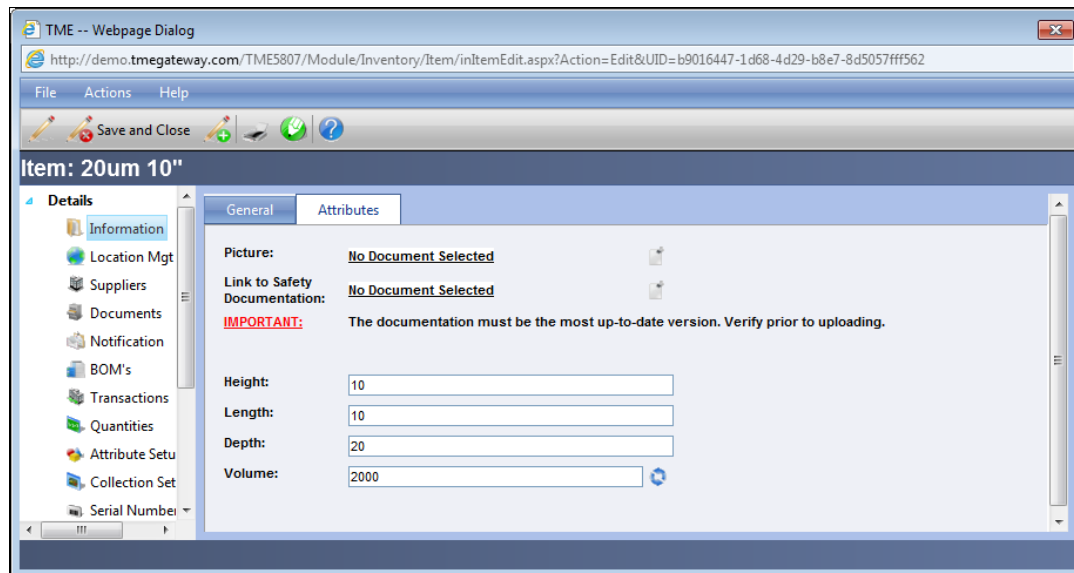 TME -- Webpage Dialog
http://demo.tmegateway.com/TME5807/Module/Inventory/Item/inItemEdit.aspx?Action=Edit&UID=b9016447-1d68-4d29-b8e7-8d5057fff562
File Actions Help
Save and Close
Item: 20um 10"
Details
Information
Location Mgt
Suppliers
Documents
Notification
BOM's
Transactions
Quantities
Attribute Setu
Collection Set
Serial Number
General Attributes
Picture: No Document Selected
Link to Safety
Documentation: No Document Selected
IMPORTANT: The documentation must be the most up-to-date version. Verify prior to uploading.
Height: 10
Length: 10
Depth: 20
Volume: 2000